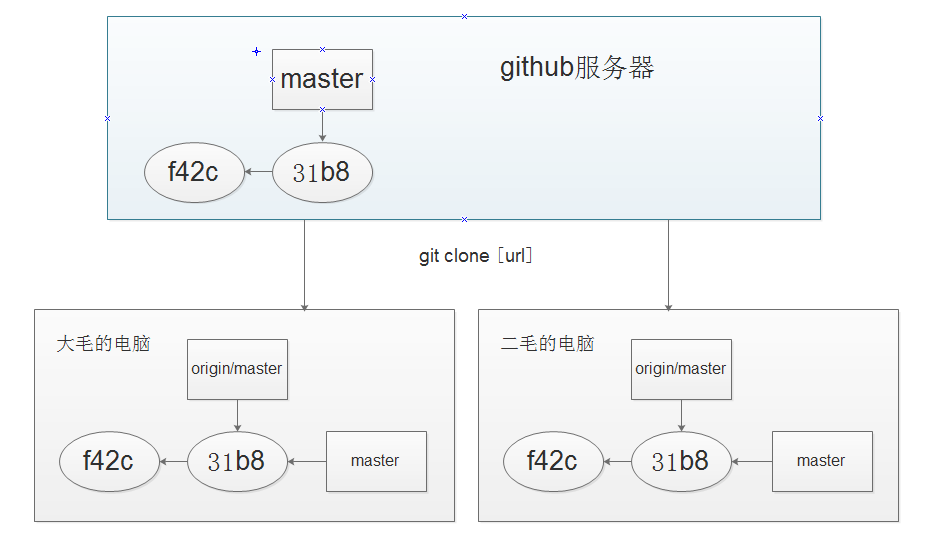 master
github服务器
f42c
31b8
git clone [url]
大毛的电脑
origin/master
f42c
31b8
master
二毛的电脑
origin/master
f42c
31b8
master